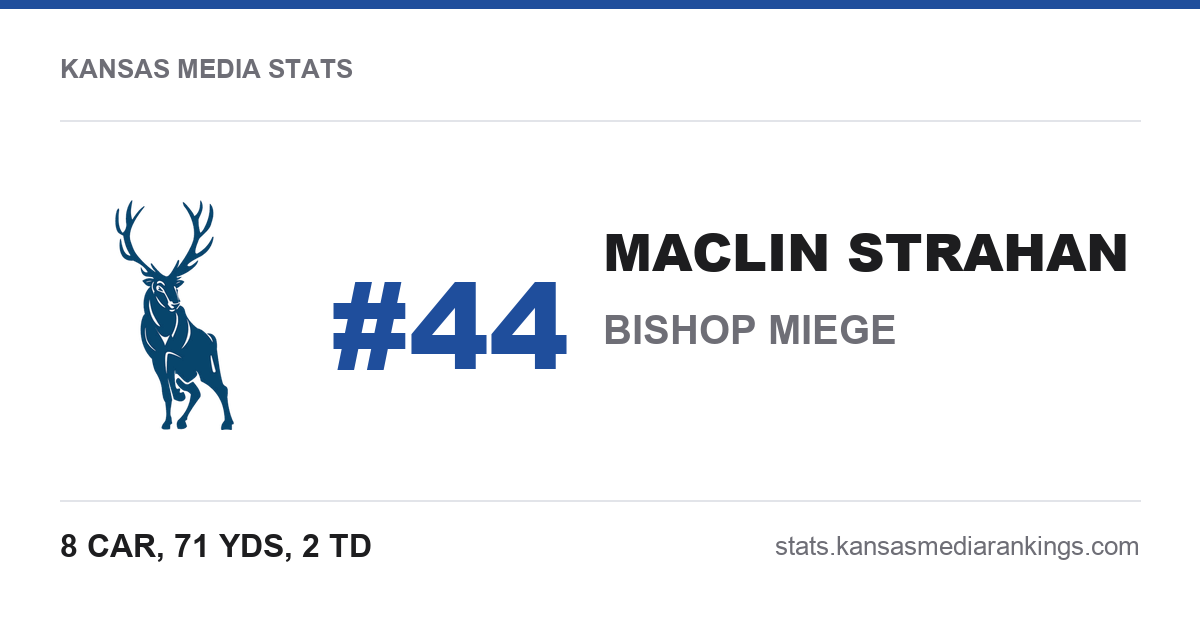 KANSAS MEDIA STATS
#44
MACLIN STRAHAN
BISHOP MIEGE
8 CAR, 71 YDS, 2 TD
stats.kansasmediarankings.com